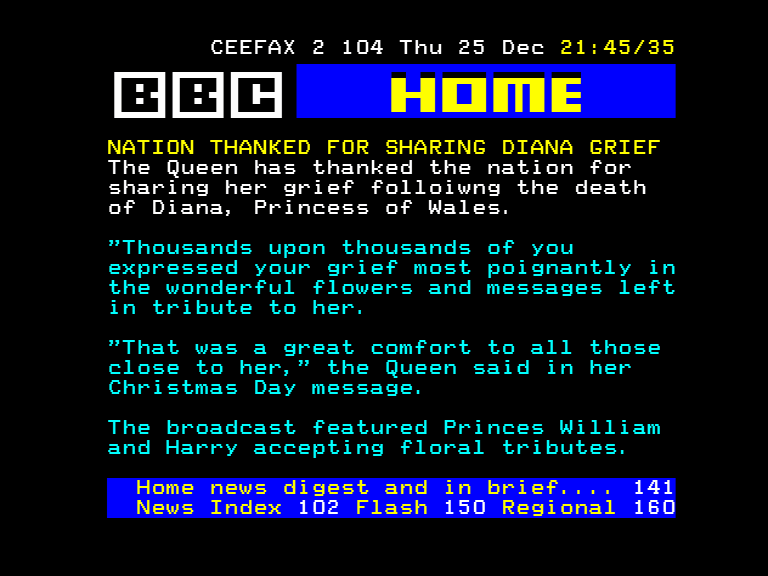 CEEFAX 2 104 Thu 25 Dec 21:45/35
BBC HOME
NATION THANKED FOR SHARING DIANA GRIEF
The Queen has thanked the nation for
sharing her grief folloiwng the death
of Diana, Princess of Wales.
"Thousands upon thousands of you
expressed your grief most poignantly in
the wonderful flowers and messages left
in tribute to her.
"That was a great comfort to all those
close to her," the Queen said in her
Christmas Day message.
The broadcast featured Princes William
and Harry accepting floral tributes.
Home news digest and in brief.... 141
News Index 102 Flash 150 Regional 160